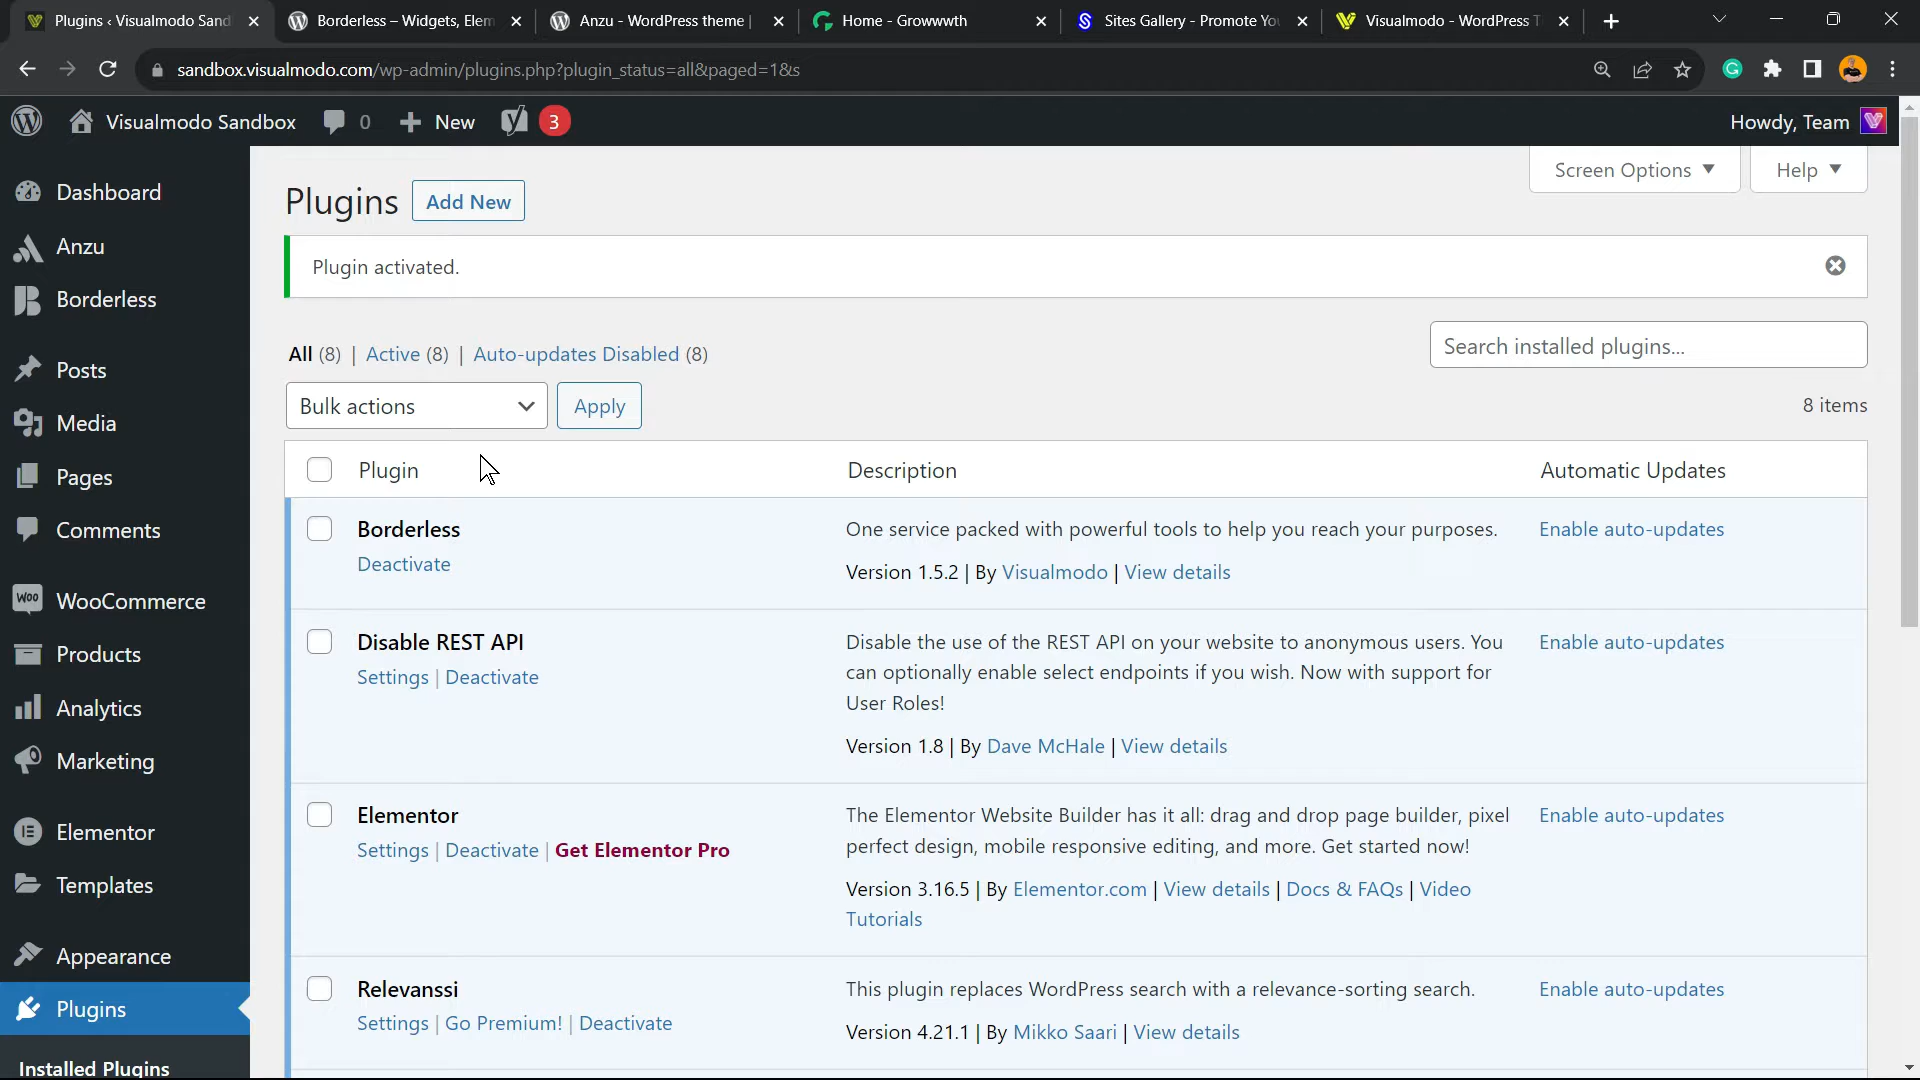 Plugins ‹ Visualmodo Sand
Borderless – Widgets, Elem
Anzu - WordPress theme |
Home - Growwwth
Sites Gallery - Promote Yo
Visualmodo - WordPress T
sandbox.visualmodo.com/wp-admin/plugins.php?plugin_status=all&paged=1&s
Visualmodo Sandbox
0
New
3
Howdy, Team
Dashboard
Anzu
Borderless
Posts
Media
Pages
Comments
WooCommerce
Products
Analytics
Marketing
Elementor
Templates
Appearance
Plugins
Installed Plugins
Screen Options
Help
Plugins
Add New
Plugin activated.
All (8) | Active (8) | Auto-updates Disabled (8)
Search installed plugins...
Bulk actions
Apply
8 items
Plugin
Description
Automatic Updates
Borderless
Deactivate
One service packed with powerful tools to help you reach your purposes.
Version 1.5.2 | By Visualmodo | View details
Enable auto-updates
Disable REST API
Settings | Deactivate
Disable the use of the REST API on your website to anonymous users. You
can optionally enable select endpoints if you wish. Now with support for
User Roles!
Version 1.8 | By Dave McHale | View details
Enable auto-updates
Elementor
Settings | Deactivate | Get Elementor Pro
The Elementor Website Builder has it all: drag and drop page builder, pixel
perfect design, mobile responsive editing, and more. Get started now!
Version 3.16.5 | By Elementor.com | View details | Docs & FAQs | Video
Tutorials
Enable auto-updates
Relevanssi
Settings | Go Premium! | Deactivate
This plugin replaces WordPress search with a relevance-sorting search.
Version 4.21.1 | By Mikko Saari | View details
Enable auto-updates